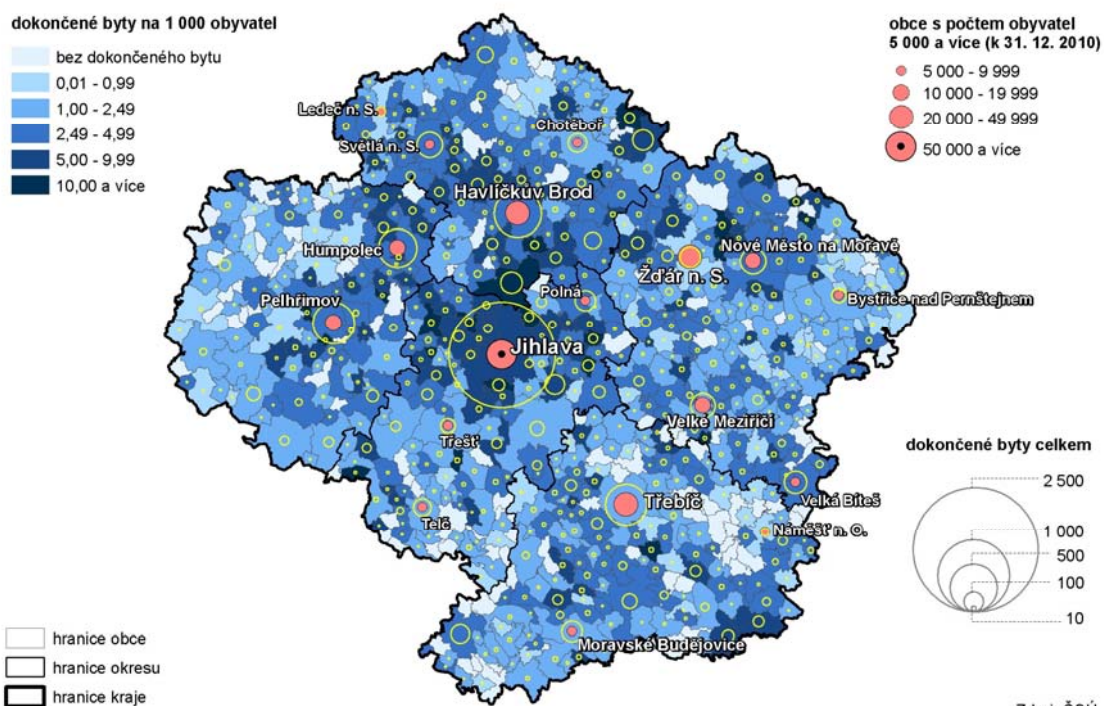 dokončené byty na 1 000 obyvatel
bez dokončeného bytu
0,01 - 0,99
1,00 - 2,49
2,49 - 4,99
5,00 - 9,99
10,00 a více
obce s počtem obyvatel
5 000 a více (k 31. 12. 2010)
5 000 - 9 999
10 000 - 19 999
20 000 - 49 999
50 000 a více
Ledeč n. S.
Chotěboř
Světlá n. S.
Havlíčkuv Brod
Humpolec
Nové Město na Moravě
Žďár n. S.
Polná
Bystřice nad Pernštejnem
Pelhřimov
Jihlava
Velké Meziříčí
Třešť
Velká Bíteš
Třebíč
Telč
Náměšť n. O.
Moravské Budějovice
dokončené byty celkem
2 500
1 000
500
100
10
hranice obce
hranice okresu
hranice kraje